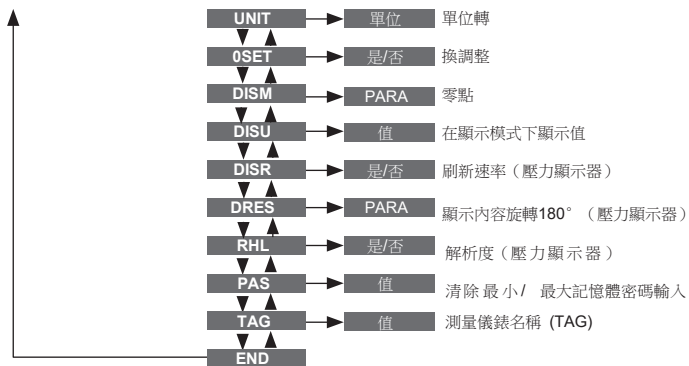 UNIT 單位 單位轉
0SET 是/否 換調整
DISM PARA 零點
DISU 值 在顯示模式下顯示值
DISR 是/否 刷新速率（壓力顯示器）
DRES PARA 顯示內容旋轉180°（壓力顯示器）
RHL 是/否 解析度（壓力顯示器）
PAS 值 清除最小/ 最大記憶體密碼輸入
TAG 值 測量儀錶名稱 (TAG)
END